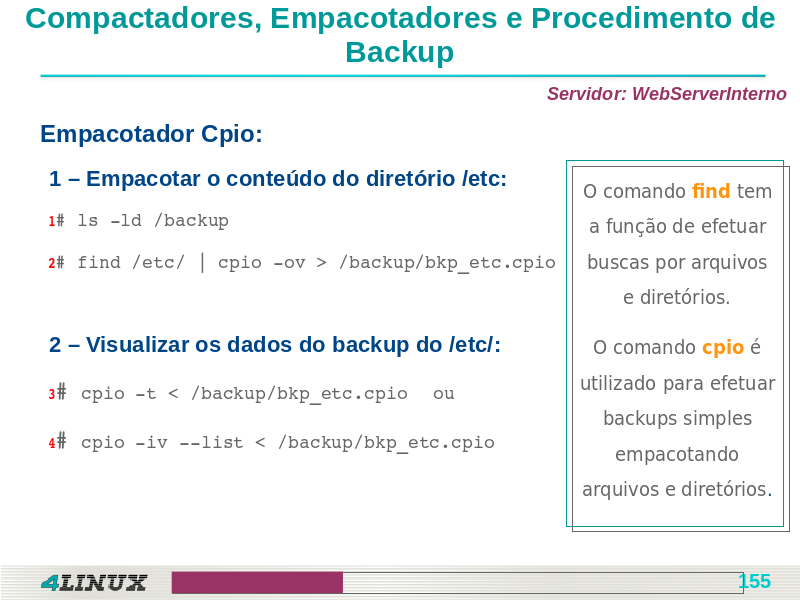 Compactadores, Empacotadores e Procedimento de
Backup
Servidor: WebServerInterno
Empacotador Cpio:
1 – Empacotar o conteúdo do diretório /etc:
1# ls –ld /backup
2# find /etc/ | cpio –ov > /backup/bkp_etc.cpio
2 – Visualizar os dados do backup do /etc/:
3# cpio –t < /backup/bkp_etc.cpio ou
4# cpio –iv --list < /backup/bkp_etc.cpio
O comando find tem
a função de efetuar
buscas por arquivos
e diretórios.
O comando cpio é
utilizado para efetuar
backups simples
empacotando
arquivos e diretórios.
4LINUX
155